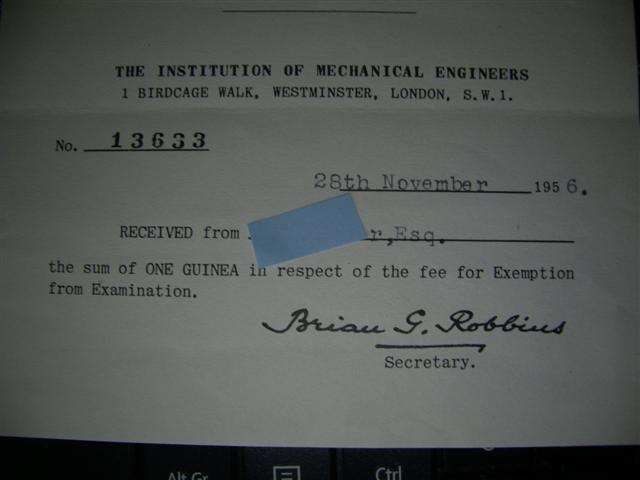 THE INSTITUTION OF MECHANICAL ENGINEERS
1 BIRDCAGE WALK, WESTMINSTER, LONDON, S.W.1.
No. 13633
28th November 1956.
RECEIVED from r,Esq.
the sum of ONE GUINEA in respect of the fee for Exemption
from Examination.
Brian G. Robbins
Secretary.
Alt Gr Ctrl